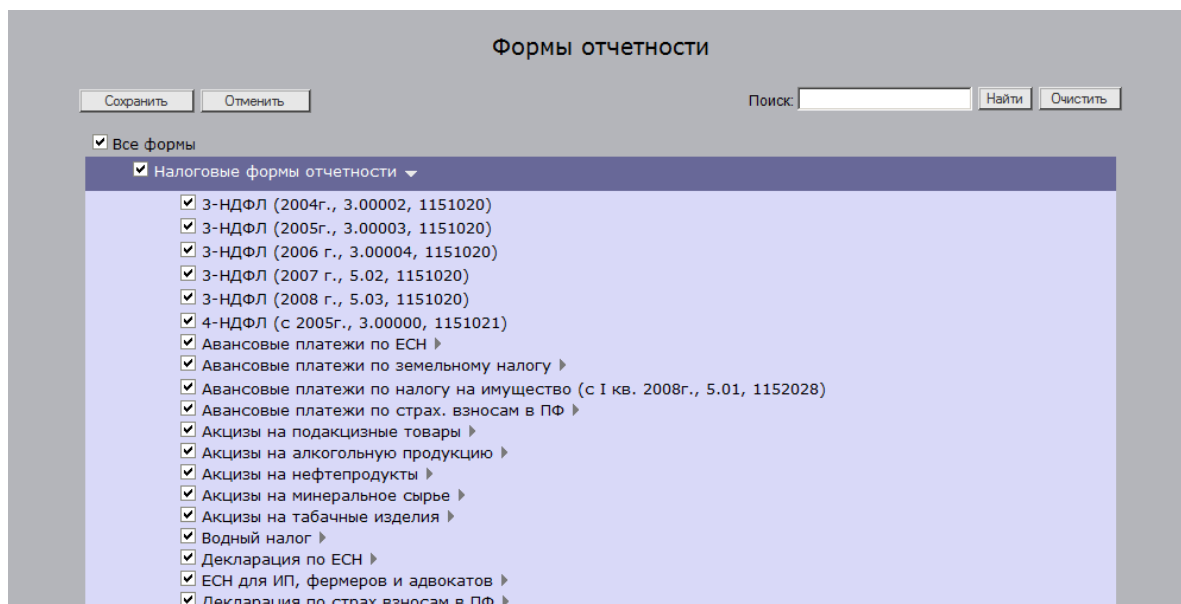 Формы отчетности
Сохранить Отменить Поиск: Найти Очистить
Все формы
Налоговые формы отчетности
3-НДФЛ (2004г., 3.00002, 1151020)
3-НДФЛ (2005г., 3.00003, 1151020)
3-НДФЛ (2006 г., 3.00004, 1151020)
3-НДФЛ (2007 г., 5.02, 1151020)
3-НДФЛ (2008 г., 5.03, 1151020)
4-НДФЛ (с 2005г., 3.00000, 1151021)
Авансовые платежи по ЕСН
Авансовые платежи по земельному налогу
Авансовые платежи по налогу на имущество (с I кв. 2008г., 5.01, 1152028)
Авансовые платежи по страх. взносам в ПФ
Акцизы на подакцизные товары
Акцизы на алкогольную продукцию
Акцизы на нефтепродукты
Акцизы на минеральное сырье
Акцизы на табачные изделия
Водный налог
Декларация по ЕСН
ЕСН для ИП, фермеров и адвокатов
Декларация по страх.взносам в ПФ